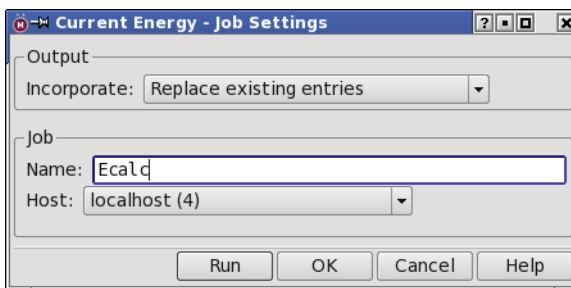 Current Energy - Job Settings
Output
Incorporate: Replace existing entries
Job
Name: Ecalc
Host: localhost (4)
Run OK Cancel Help